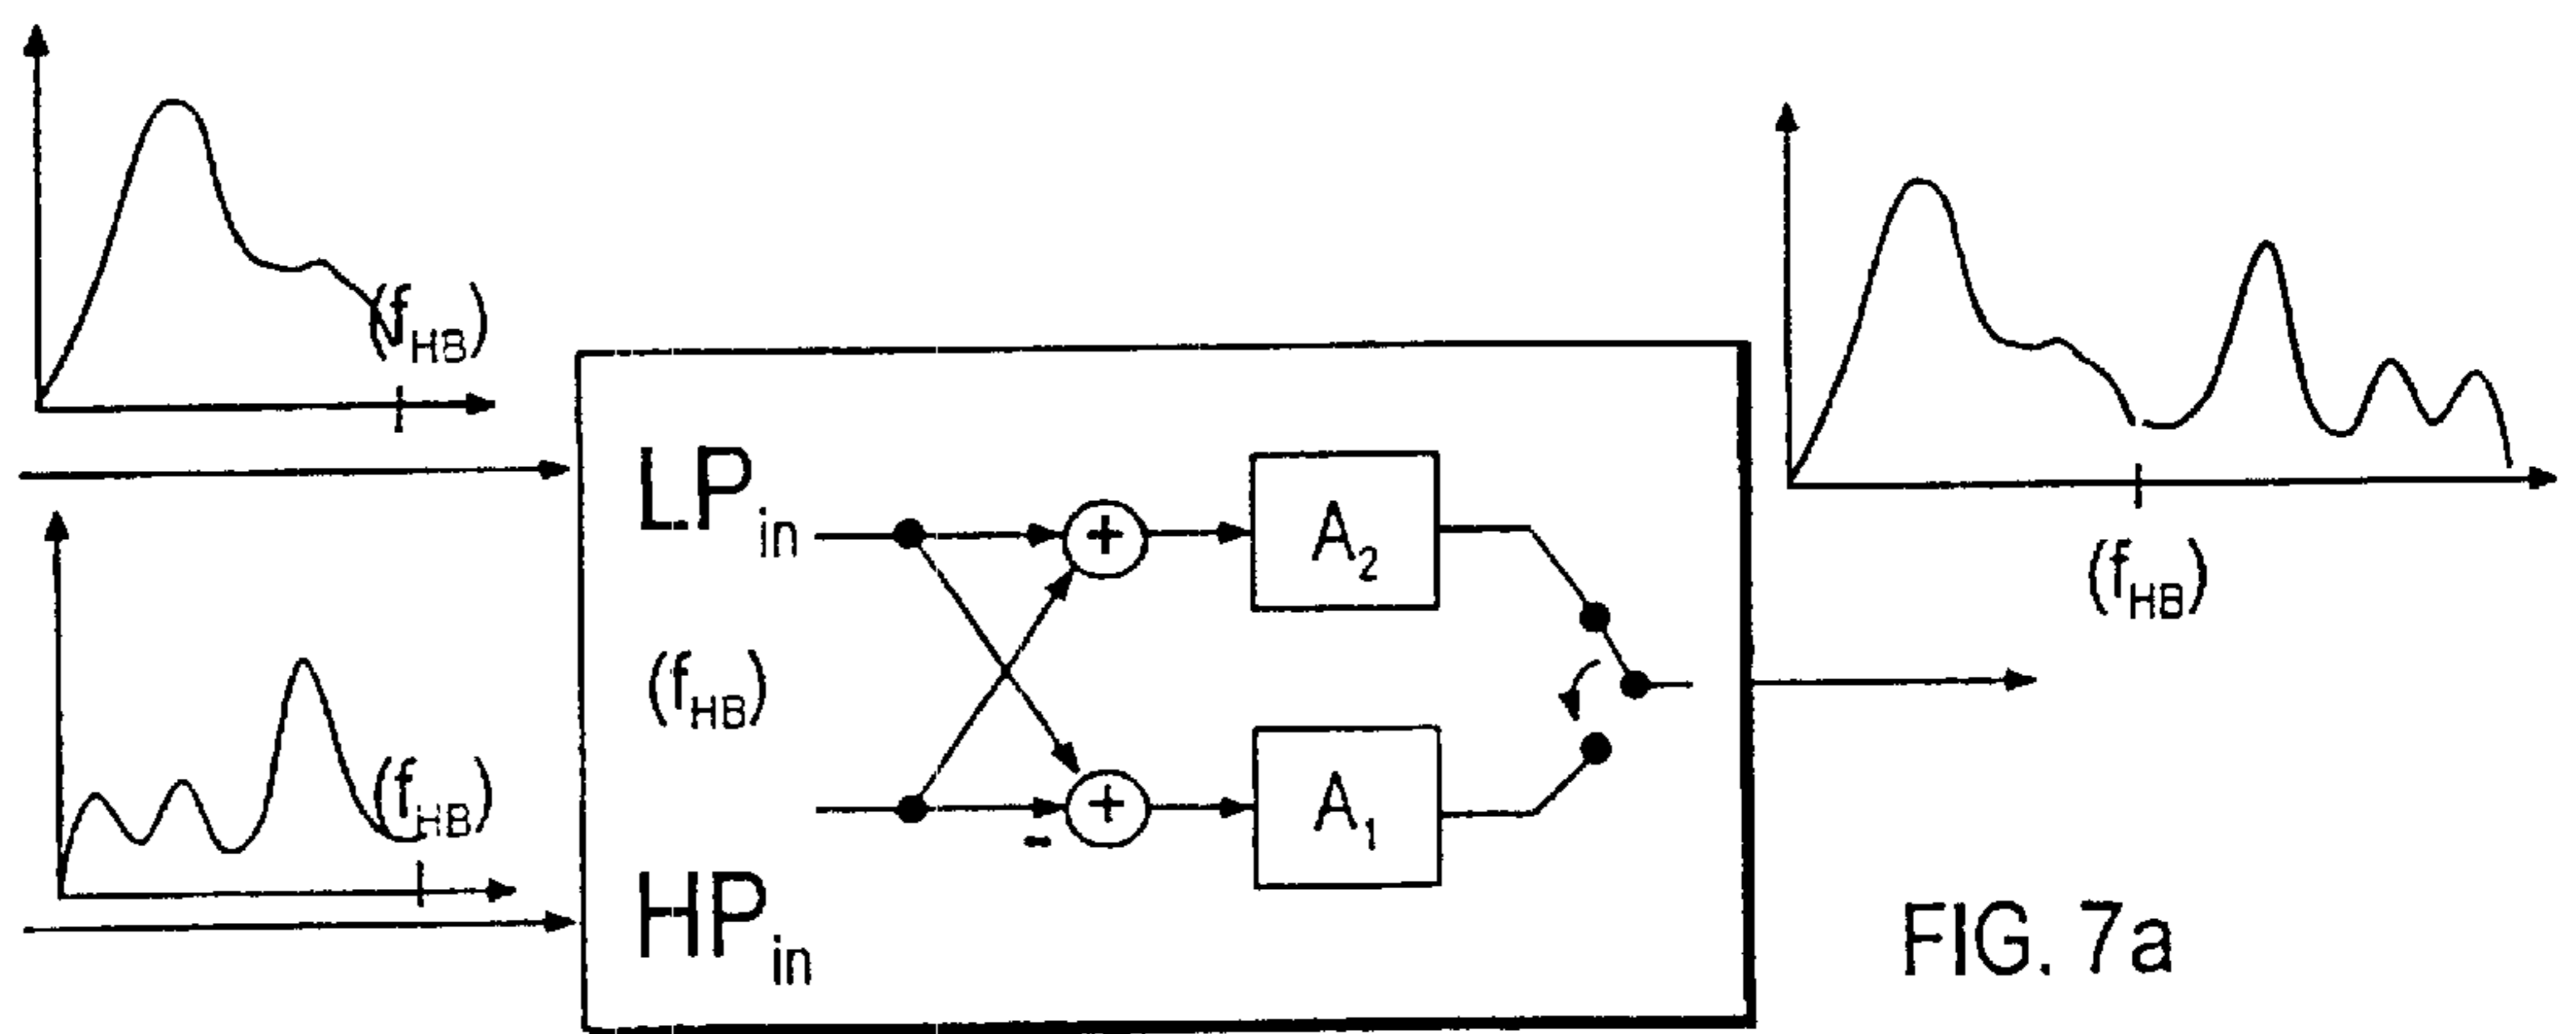 (f_HB)
LP_in
+
A_2
(f_HB)
(f_HB)
(f_HB)
+
-
A_1
HP_in
FIG. 7a